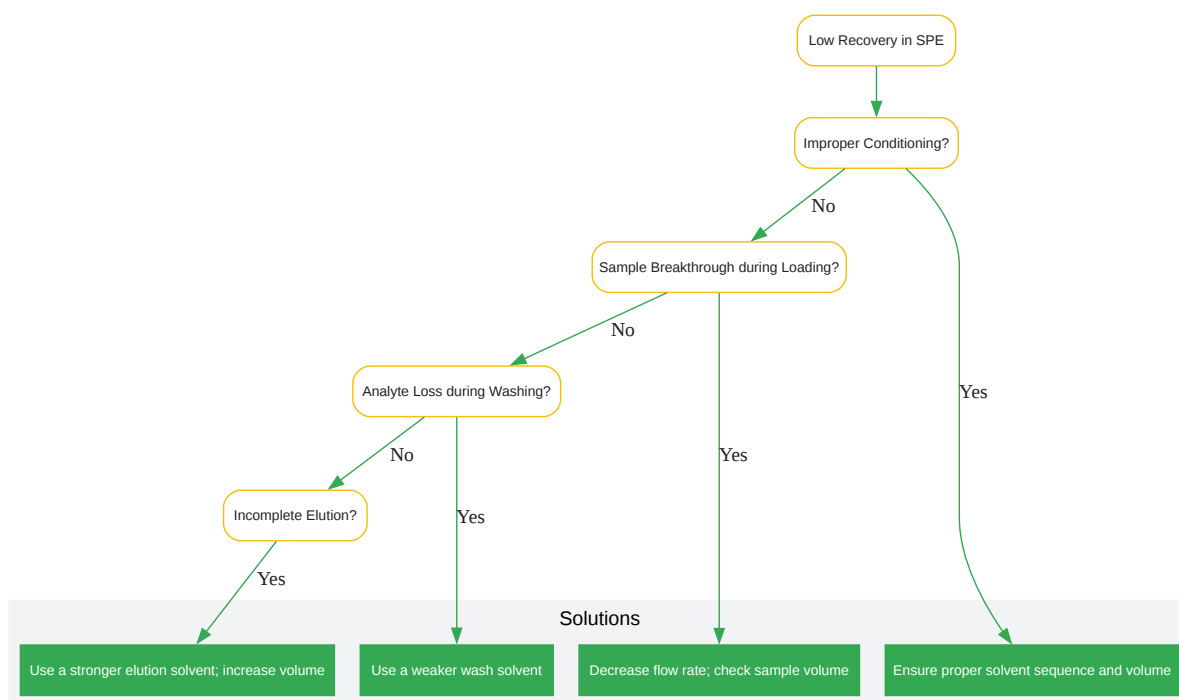 Low Recovery in SPE
Improper Conditioning?
No
Sample Breakthrough during Loading?
No
Analyte Loss during Washing?
Yes
No
Yes
Incomplete Elution?
Yes
Yes
Solutions
Use a stronger elution solvent; increase volume
Use a weaker wash solvent
Decrease flow rate; check sample volume
Ensure proper solvent sequence and volume